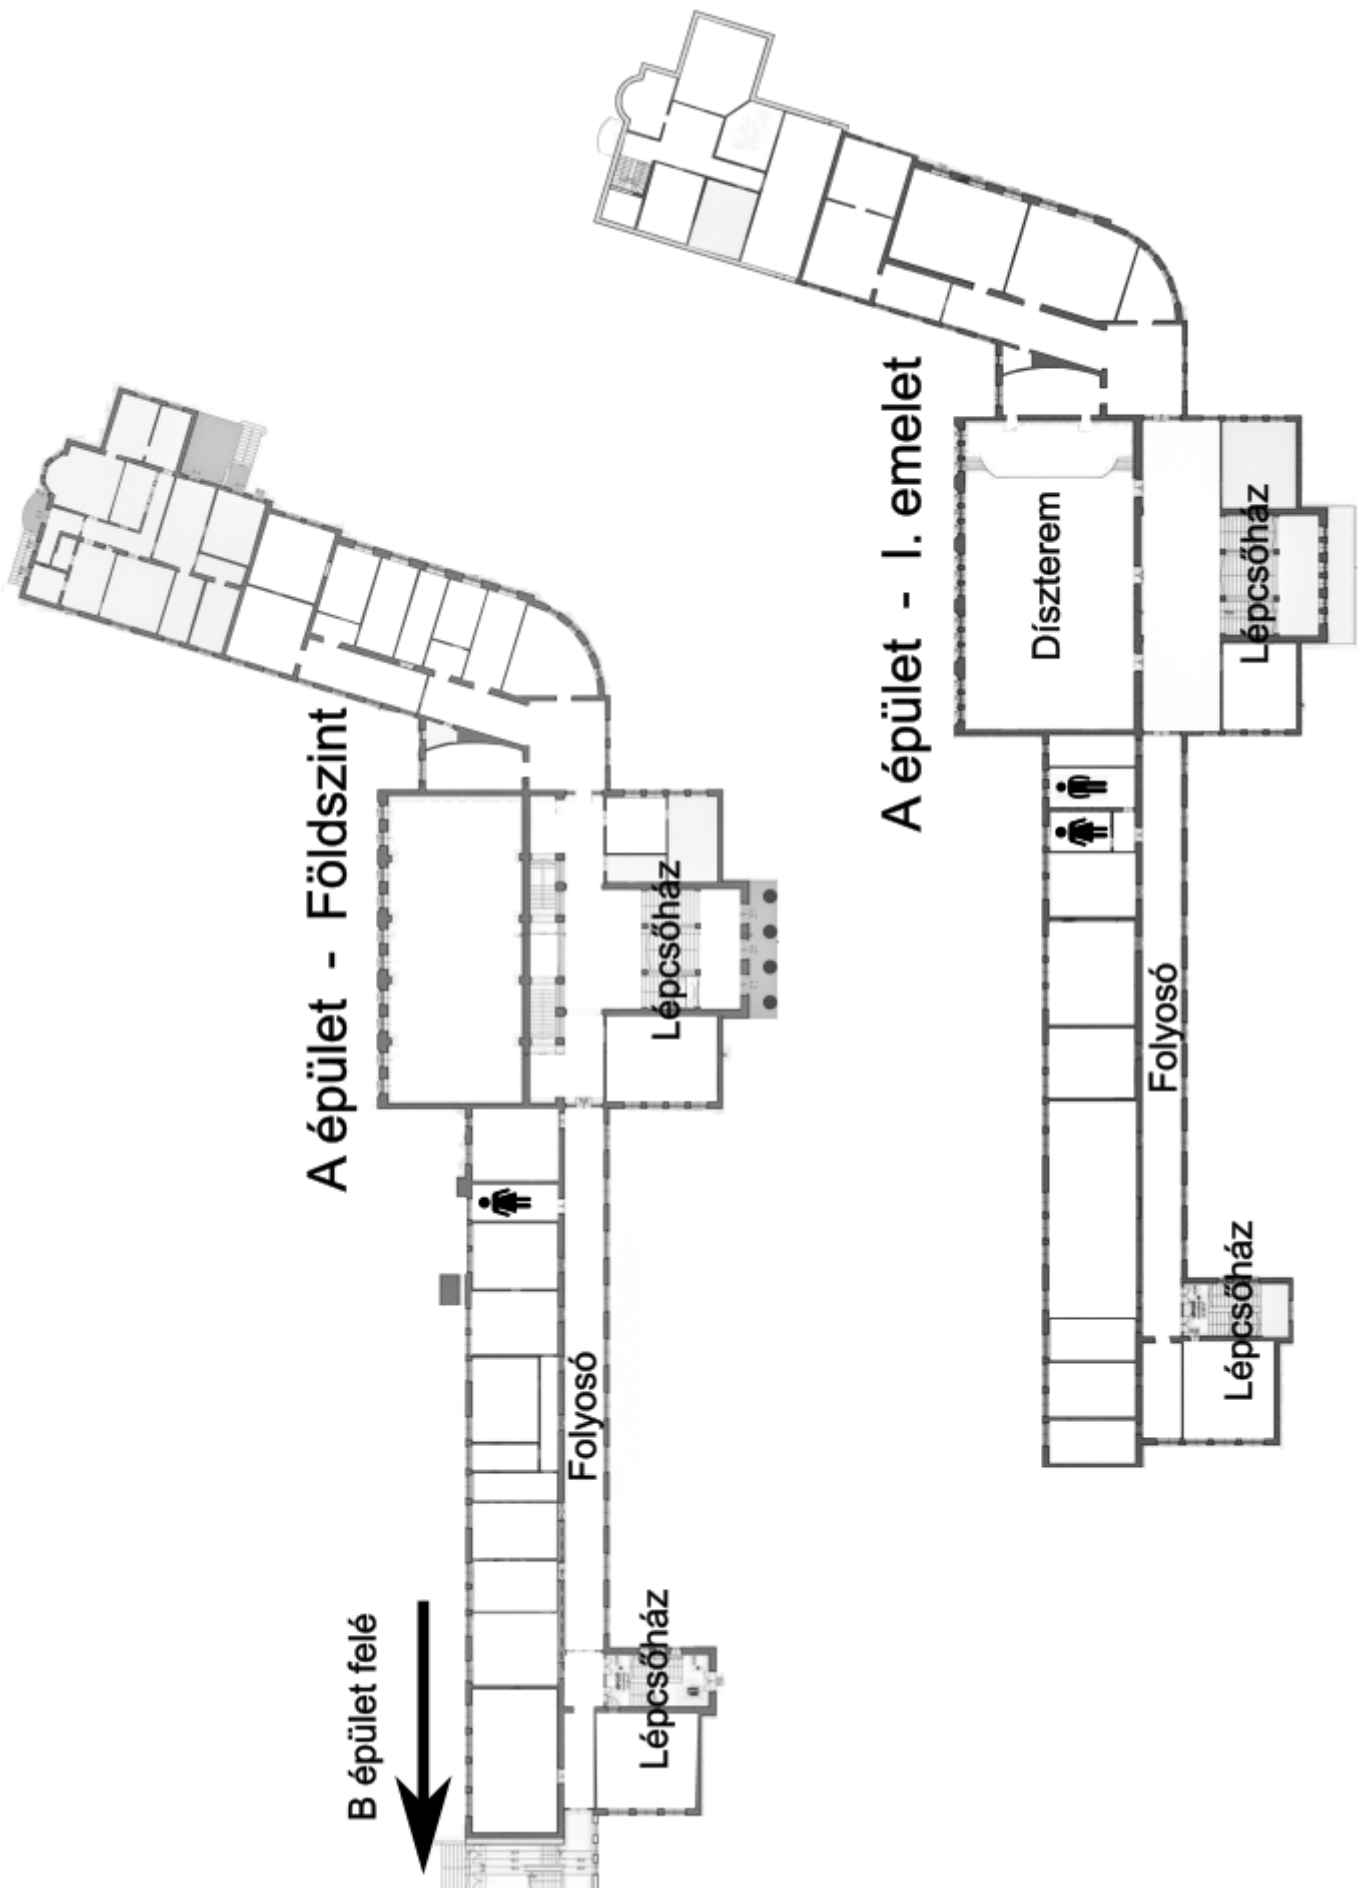 A épület - Földszint
Lépcsőház
Folyosó
B épület felé
Lépcsőház
A épület - I. emelet
Díszterem
Lépcsőház
Folyosó
Lépcsőház